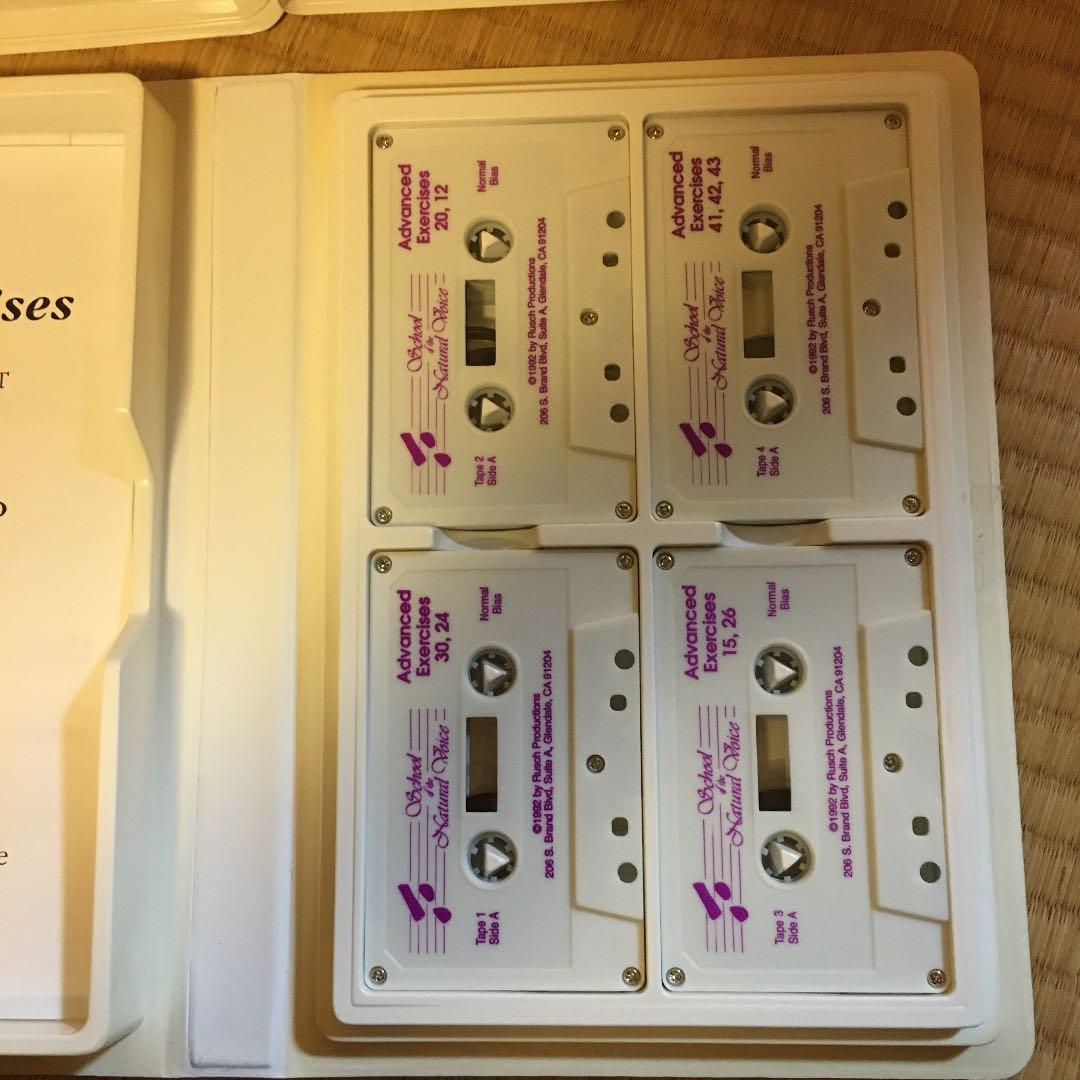 ises
T
P
e
Advanced
Exercises
20, 12
Normal
Bias
School
of the
Natural Voice
Tape 2
Side A
©1992 by Rusch Productions
206 S. Brand Blvd, Suite A, Glendale, CA 91204
Advanced
Exercises
41, 42, 43
Normal
Bias
School
of the
Natural Voice
Tape 4
Side A
©1992 by Rusch Productions
206 S. Brand Blvd, Suite A, Glendale, CA 91204
Advanced
Exercises
30, 24
Normal
Bias
School
of the
Natural Voice
Tape 1
Side A
©1992 by Rusch Productions
206 S. Brand Blvd, Suite A, Glendale, CA 91204
Advanced
Exercises
15, 26
Normal
Bias
School
of the
Natural Voice
Tape 3
Side A
©1992 by Rusch Productions
206 S. Brand Blvd, Suite A, Glendale, CA 91204